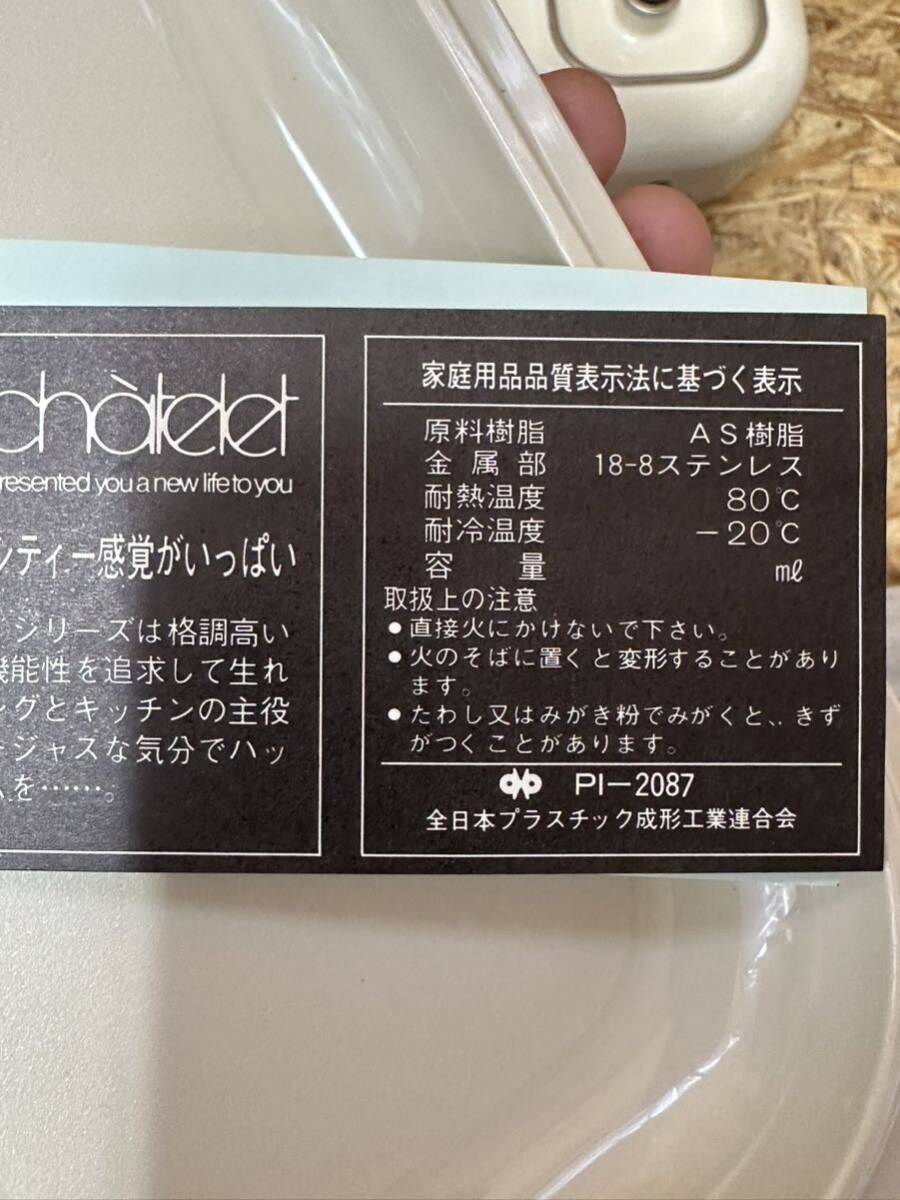 châtelet
resented you a new life to you
ンティー感覚がいっぱい
シリーズは格調高い
機能性を追求して生れ
グとキッチンの主役
ージャスな気分でハッ
を……。
家庭用品品質表示法に基づく表示
原料樹脂 AS樹脂
金属部 18-8ステンレス
耐熱温度 80℃
耐冷温度 −20℃
容量 ㎖
取扱上の注意
●直接火にかけないで下さい。
●火のそばに置くと変形することがあり
ます。
●たわし又はみがき粉でみがくと、きず
がつくことがあります。
PI−2087
全日本プラスチック成形工業連合会